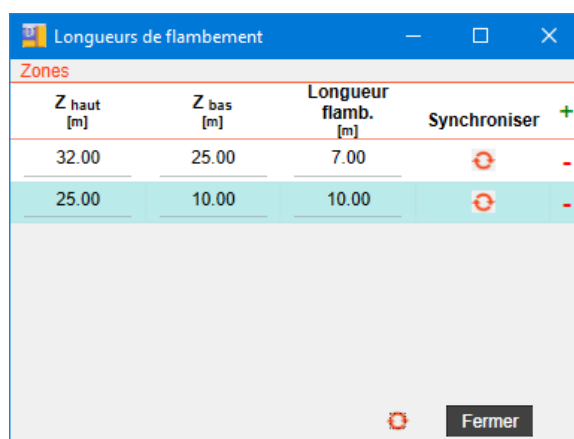 Longueurs de flambement
Zones
Z haut [m] Z bas [m] Longueur flamb. [m] Synchroniser +
32.00 25.00 7.00 -
25.00 10.00 10.00 -
Fermer